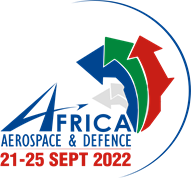 AFRICA
AEROSPACE & DEFENCE
21-25 SEPT 2022